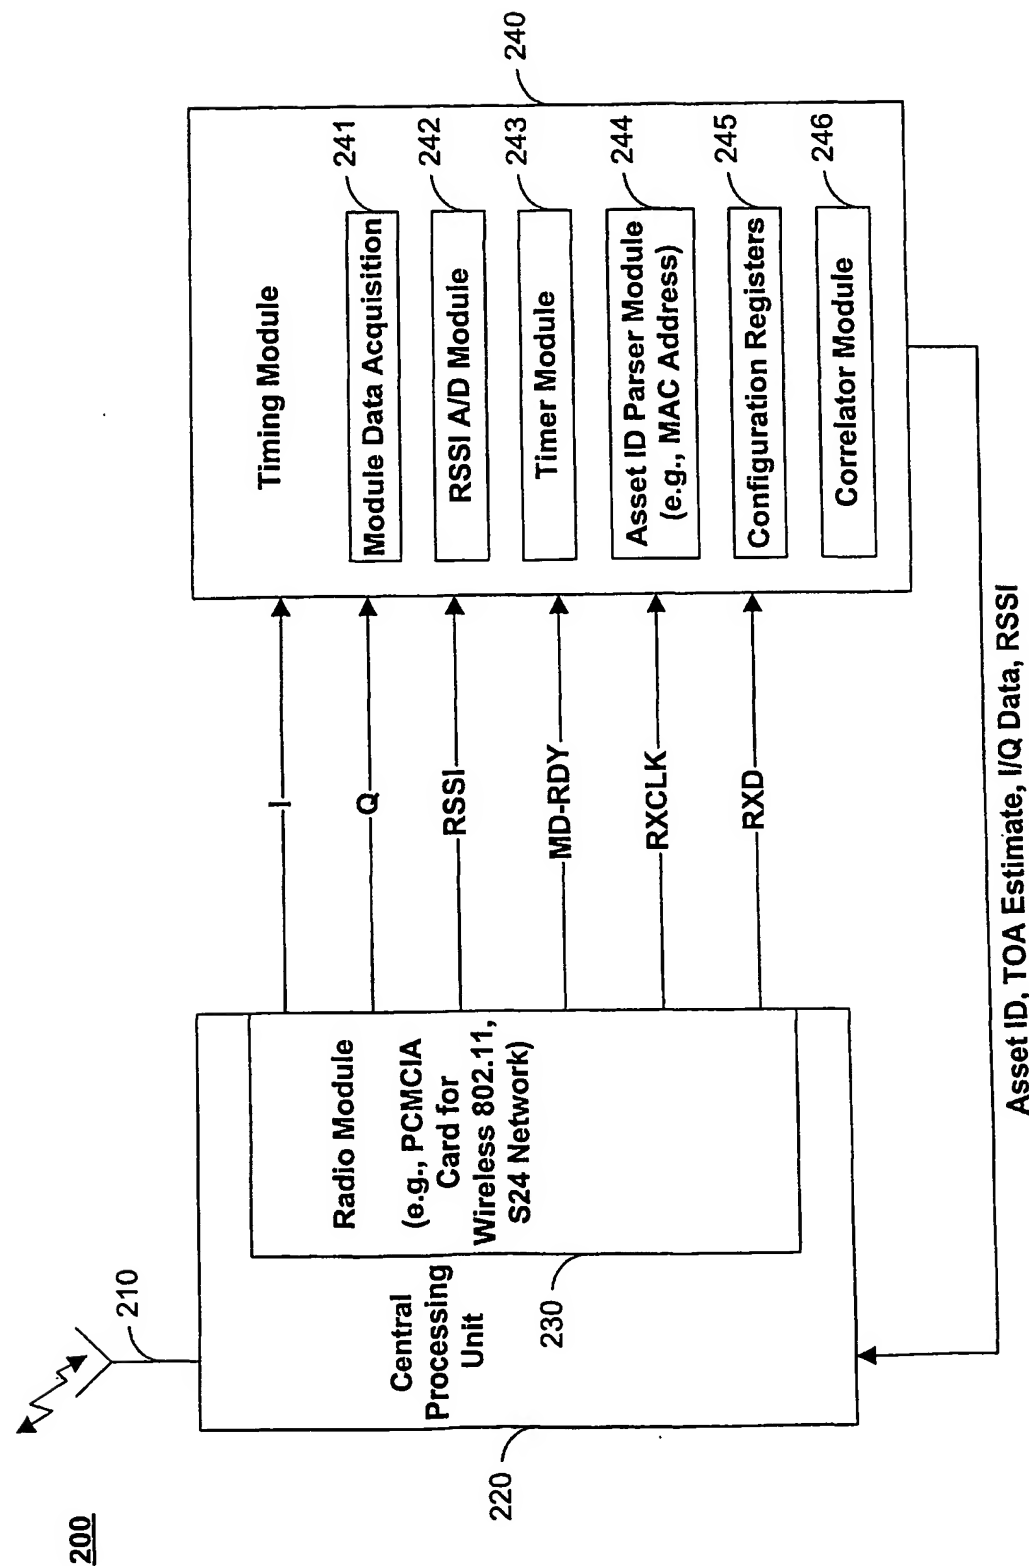 200
210
Central
Processing
Unit
220
Radio Module
(e.g., PCMCIA
Card for
Wireless 802.11,
S24 Network)
230
I
Q
RSSI
MD-RDY
RXCLK
RXD
Timing Module
240
Module Data Acquisition
241
RSSI A/D Module
242
Timer Module
243
Asset ID Parser Module
(e.g., MAC Address)
244
Configuration Registers
245
Correlator Module
246
Asset ID, TOA Estimate, I/Q Data, RSSI